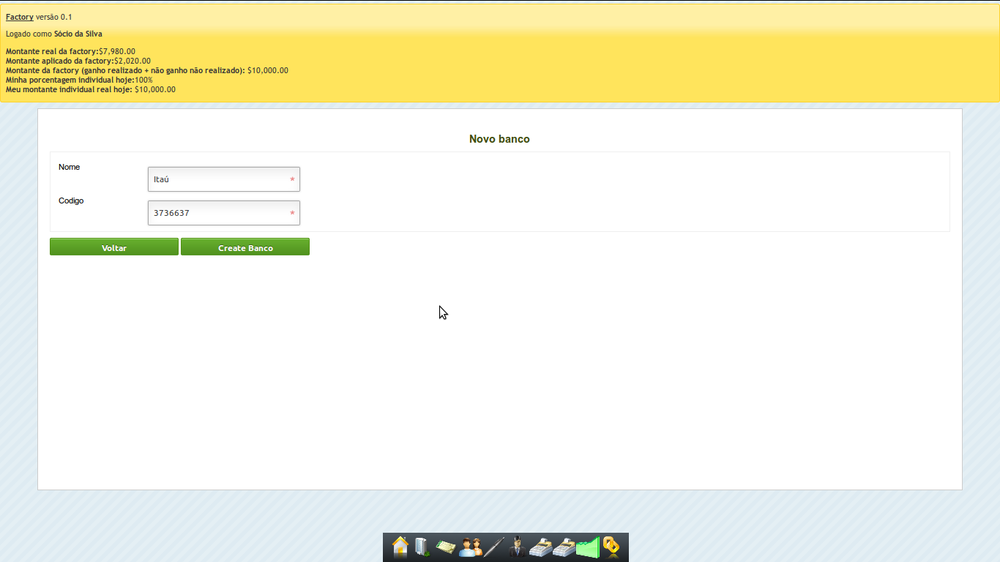 Factory versão 0.1
Logado como Sócio da Silva
Montante real da factory:$7,980.00
Montante aplicado da factory:$2,020.00
Montante da factory (ganho realizado + não ganho não realizado): $10,000.00
Minha porcentagem individual hoje:100%
Meu montante individual real hoje: $10,000.00
Novo banco
Nome
Itaú *
Codigo
3736637 *
Voltar Create Banco